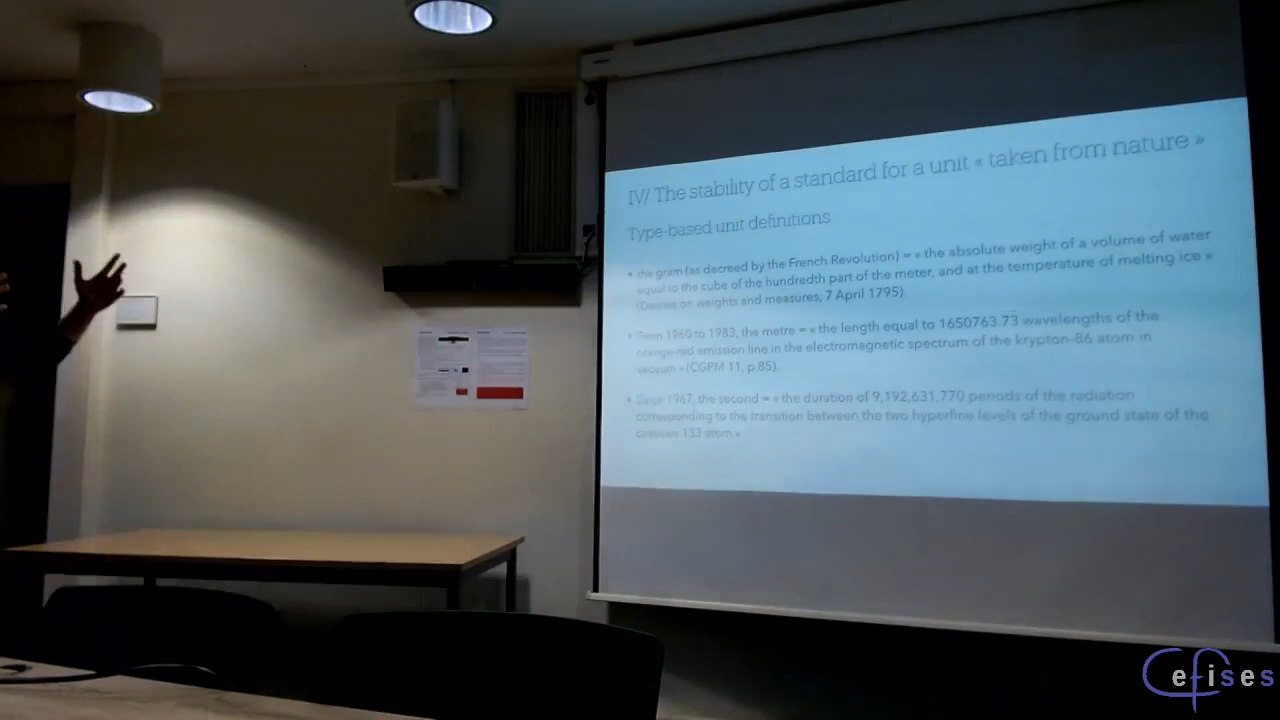 IV/ The stability of a standard for a unit « taken from nature »
Type-based unit definitions
• the gram (as decreed by the French Revolution) = « the absolute weight of a volume of water
equal to the cube of the hundredth part of the meter, and at the temperature of melting ice »
(Decree on weights and measures, 7 April 1795).
• From 1960 to 1983, the metre = « the length equal to 1650763.73 wavelengths of the
orange-red emission line in the electromagnetic spectrum of the krypton-86 atom in
vacuum » (CGPM 11, p.85).
• Since 1967, the second = « the duration of 9,192,631,770 periods of the radiation
corresponding to the transition between the two hyperfine levels of the ground state of the
caesium 133 atom »
Cefises